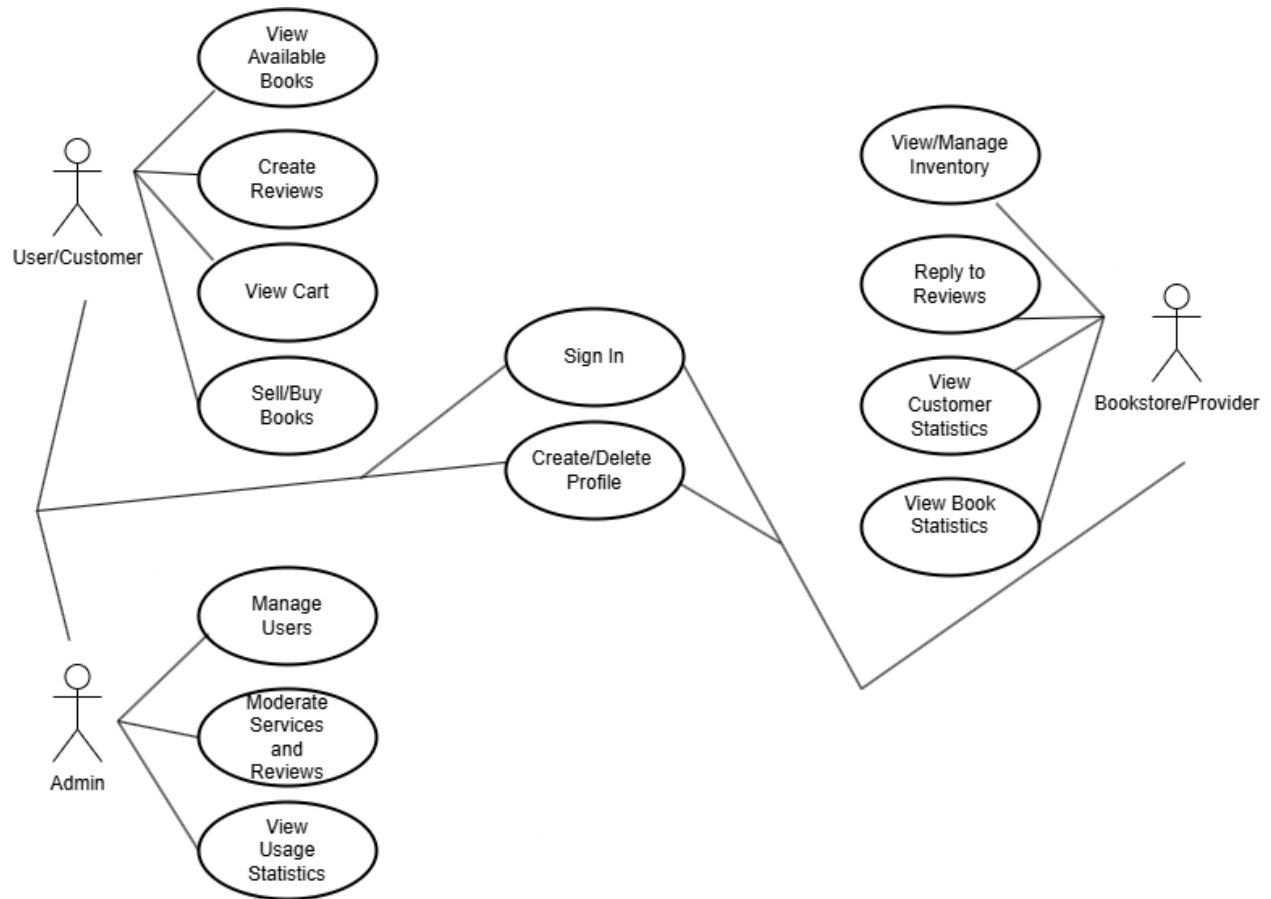 View
Available
Books
Create
Reviews
User/Customer
View Cart
Sell/Buy
Books
Sign In
Create/Delete
Profile
View/Manage
Inventory
Reply to
Reviews
View
Customer
Statistics
Bookstore/Provider
View Book
Statistics
Manage
Users
Moderate
Services
and
Reviews
Admin
View
Usage
Statistics